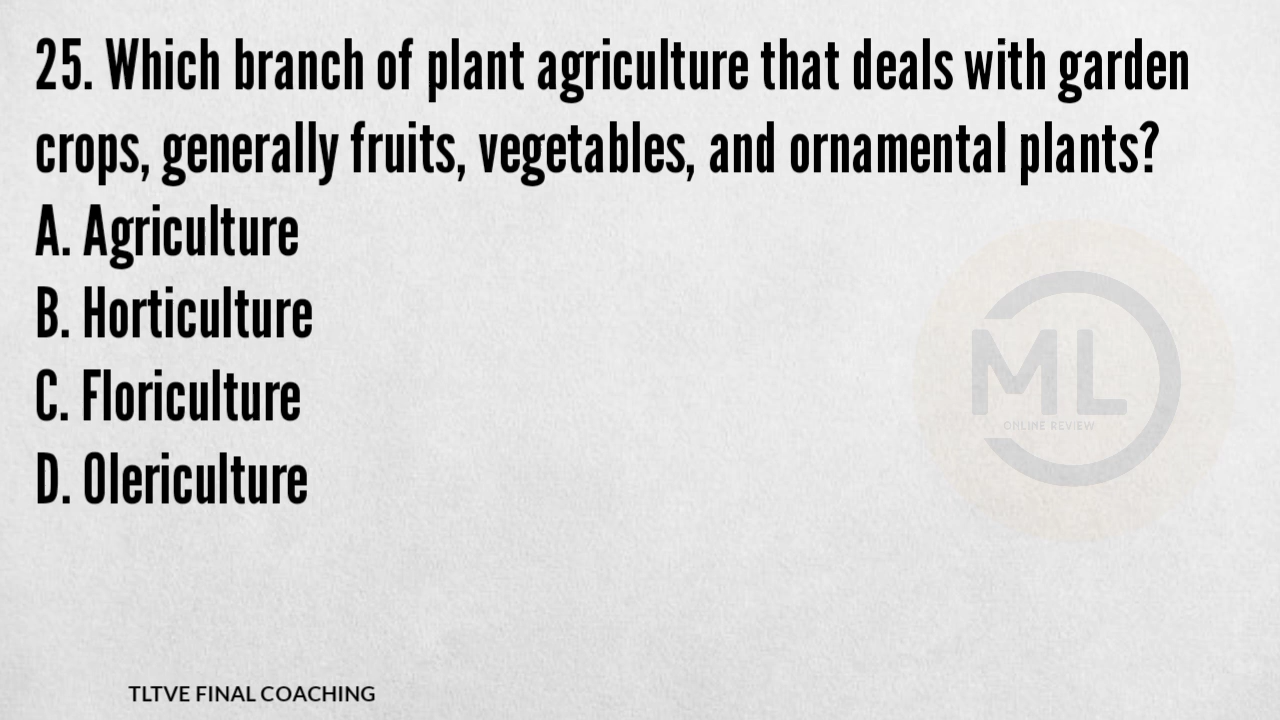 25. Which branch of plant agriculture that deals with garden
crops, generally fruits, vegetables, and ornamental plants?
A. Agriculture
B. Horticulture
C. Floriculture
D. Olericulture
ML
ONLINE REVIEW
TLTVE FINAL COACHING